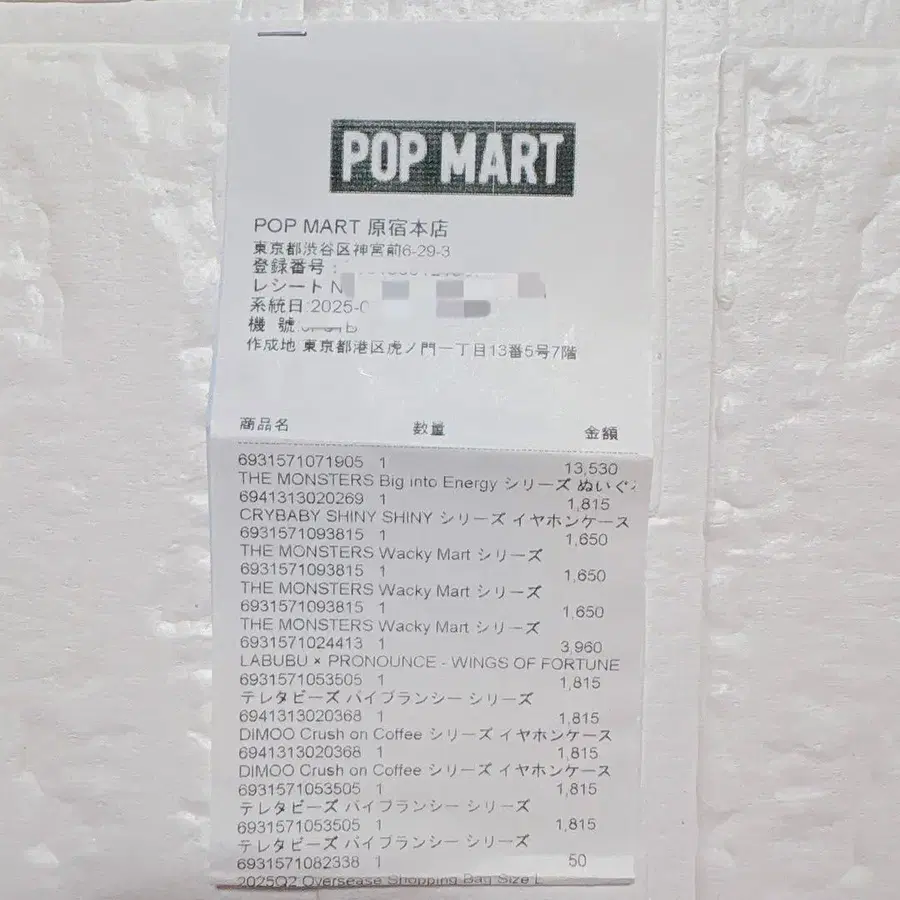 POP MART
POP MART 原宿本店
東京都渋谷区神宮前6-29-3
登録番号:
レシート N
系統日:2025-0
機 號:
作成地 東京都港区虎ノ門一丁目13番5号7階
商品名 数量 金額
6931571071905 1 13,530
THE MONSTERS Big into Energy シリーズ ぬいぐ
6941313020269 1 1,815
CRYBABY SHINY SHINY シリーズ イヤホンケース
6931571093815 1 1,650
THE MONSTERS Wacky Mart シリーズ
6931571093815 1 1,650
THE MONSTERS Wacky Mart シリーズ
6931571093815 1 1,650
THE MONSTERS Wacky Mart シリーズ
6931571024413 1 3,960
LABUBU × PRONOUNCE - WINGS OF FORTUNE
6931571053505 1 1,815
テレタビーズ バイブランシー シリーズ
6941313020368 1 1,815
DIMOO Crush on Coffee シリーズ イヤホンケース
6941313020368 1 1,815
DIMOO Crush on Coffee シリーズ イヤホンケース
6931571053505 1 1,815
テレタビーズ バイブランシー シリーズ
6931571053505 1 1,815
テレタビーズ バイブランシー シリーズ
6931571082338 1 50
2025Q2 Oversease Shopping Bag Size L